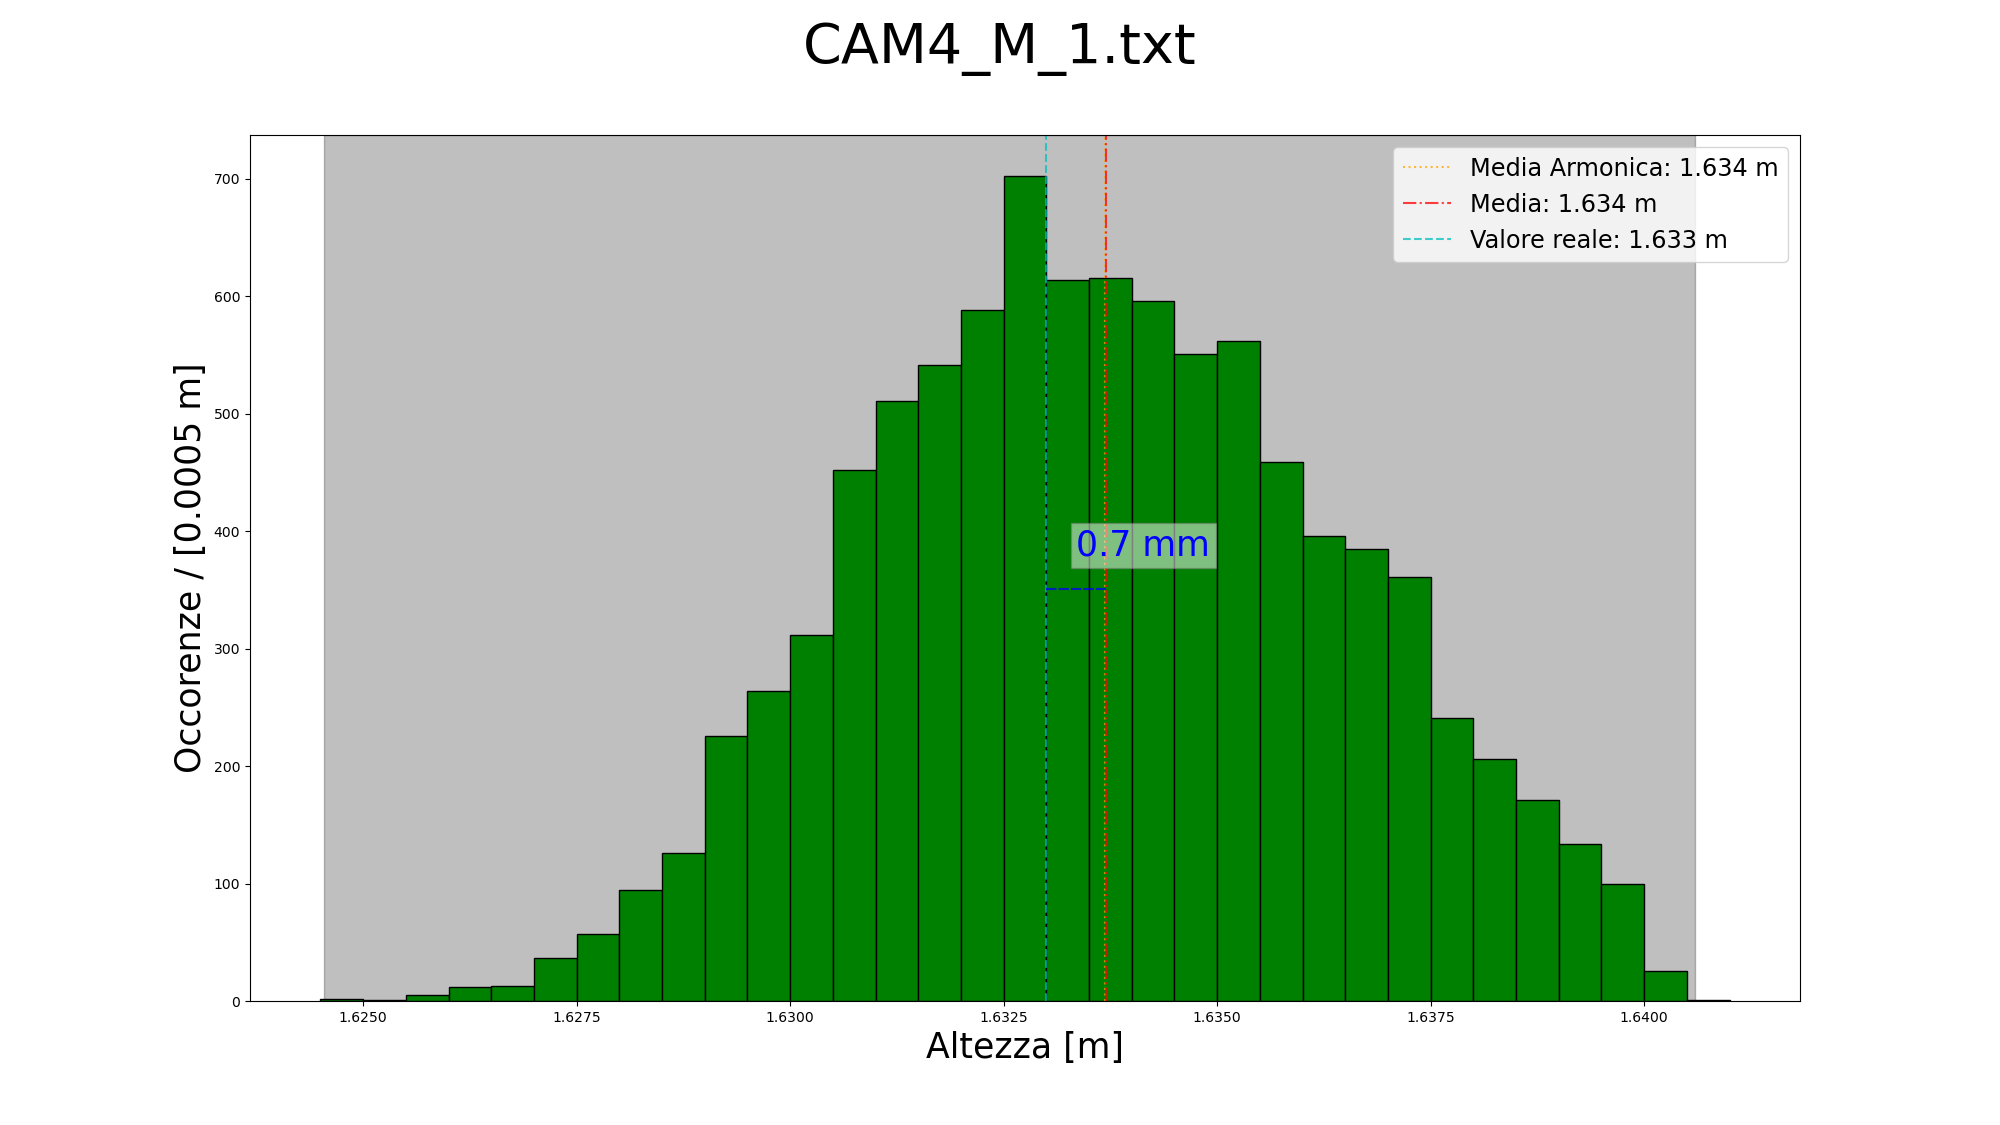 CAM4_M_1.txt
Media Armonica: 1.634 m
Media: 1.634 m
Valore reale: 1.633 m
0.7 mm
Occorenze / [0.0005 m]
700
600
500
400
300
200
100
0
1.6250 1.6275 1.6300 1.6325 1.6350 1.6375 1.6400
Altezza [m]